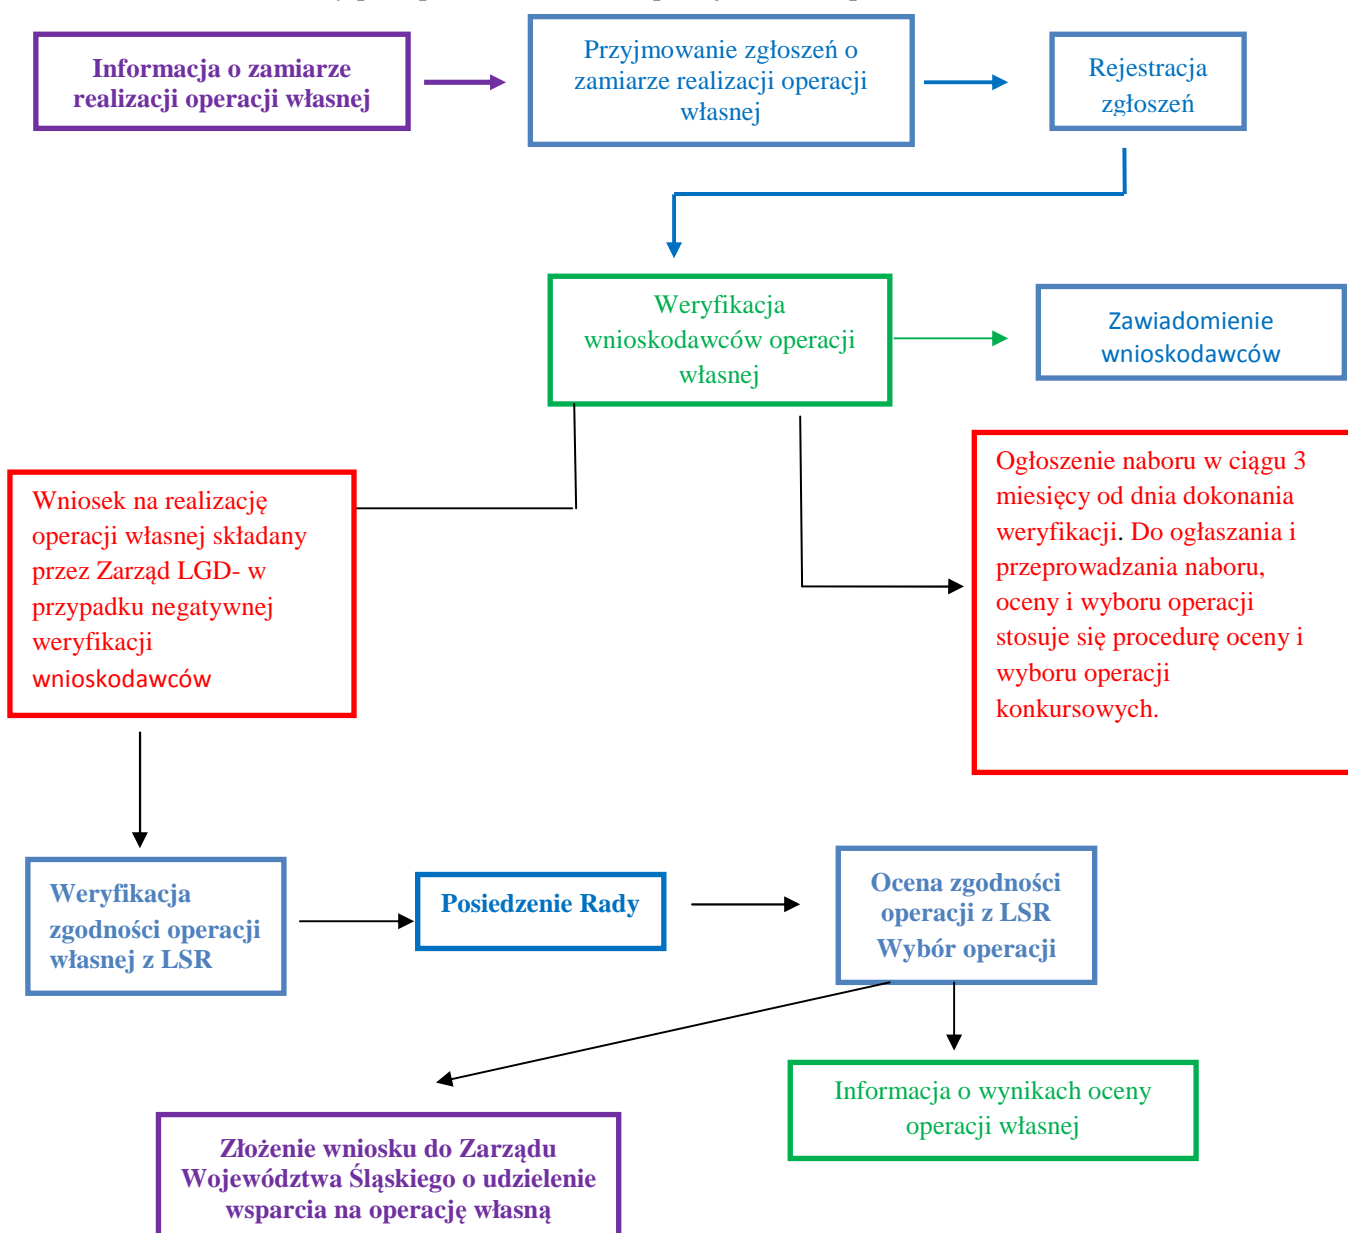 Informacja o zamiarze
realizacji operacji własnej
Przyjmowanie zgłoszeń o
zamiarze realizacji operacji
własnej
Rejestracja
zgłoszeń
Weryfikacja
wnioskodawców operacji
własnej
Zawiadomienie
wnioskodawców
Wniosek na realizację
operacji własnej składany
przez Zarząd LGD- w
przypadku negatywnej
weryfikacji
wnioskodawców
Ogłoszenie naboru w ciągu 3
miesięcy od dnia dokonania
weryfikacji. Do ogłaszania i
przeprowadzania naboru,
oceny i wyboru operacji
stosuje się procedurę oceny i
wyboru operacji
konkursowych.
Weryfikacja
zgodności operacji
własnej z LSR
Posiedzenie Rady
Ocena zgodności
operacji z LSR
Wybór operacji
Informacja o wynikach oceny
operacji własnej
Złożenie wniosku do Zarządu
Województwa Śląskiego o udzielenie
wsparcia na operację własną